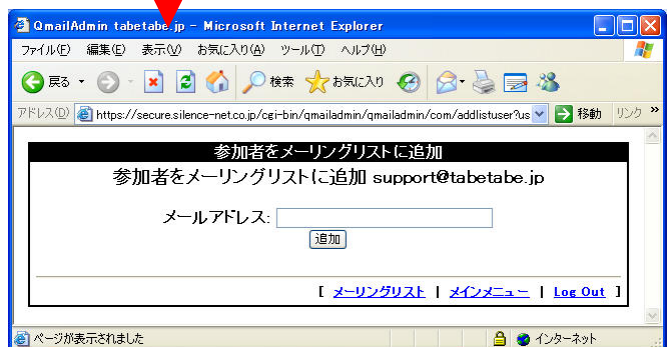 QmailAdmin tabetabe.jp - Microsoft Internet Explorer
ファイル(F) 編集(E) 表示(V) お気に入り(A) ツール(T) ヘルプ(H)
戻る 検索 お気に入り
アドレス(D) https://secure.silence-net.co.jp/cgi-bin/qmailadmin/qmailadmin/com/addlistuser?us 移動 リンク »
参加者をメーリングリストに追加
参加者をメーリングリストに追加 support@tabetabe.jp
メールアドレス:
追加
[ メーリングリスト | メインメニュー | Log Out ]
ページが表示されました インターネット